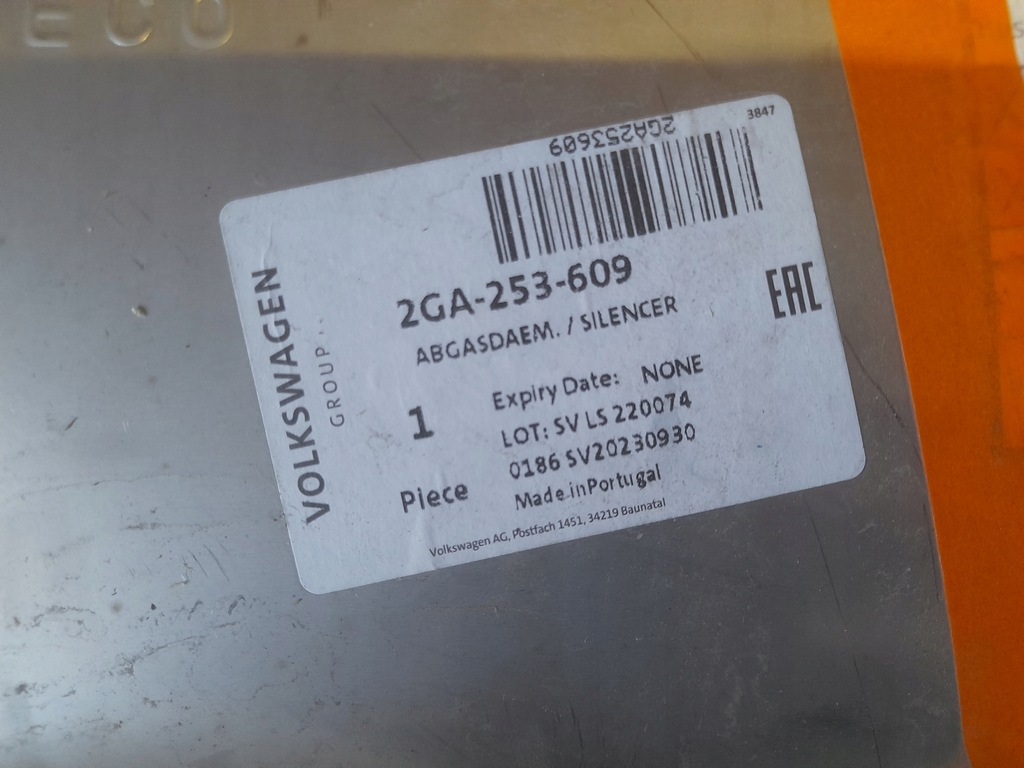 ECO
3847
2GA253609
VOLKSWAGEN
GROUP
2GA-253-609
ABGASDAEM. / SILENCER
EAC
1
Piece
Expiry Date: NONE
LOT: SV LS 220074
0186 SV20230930
Made in Portugal
Volkswagen AG, Postfach 1451, 34219 Baunatal